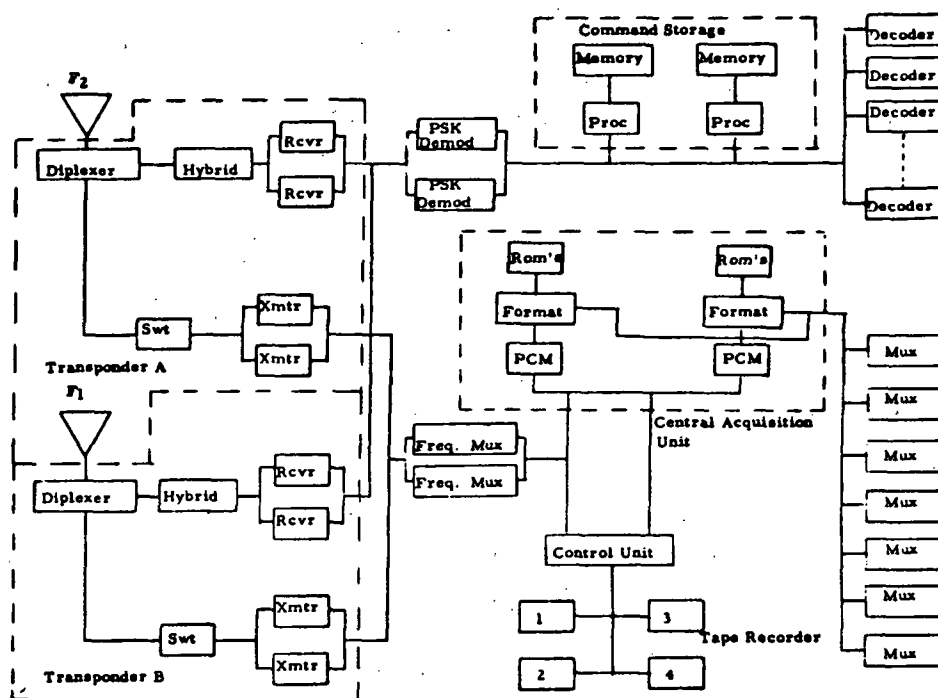 Command Storage
Memory
Memory
Proc
Proc
Decoder
Decoder
Decoder
Decoder
F2
Diplexer
Hybrid
Rcvr
Rcvr
PSK
Demod
PSK
Demod
Swt
Xmtr
Xmtr
Transponder A
Rom's
Rom's
Format
Format
PCM
PCM
Central Acquisition
Unit
F1
Diplexer
Hybrid
Rcvr
Rcvr
Freq. Mux
Freq. Mux
Swt
Xmtr
Xmtr
Transponder B
Control Unit
1
3
Tape Recorder
2
4
Mux
Mux
Mux
Mux
Mux
Mux
Mux